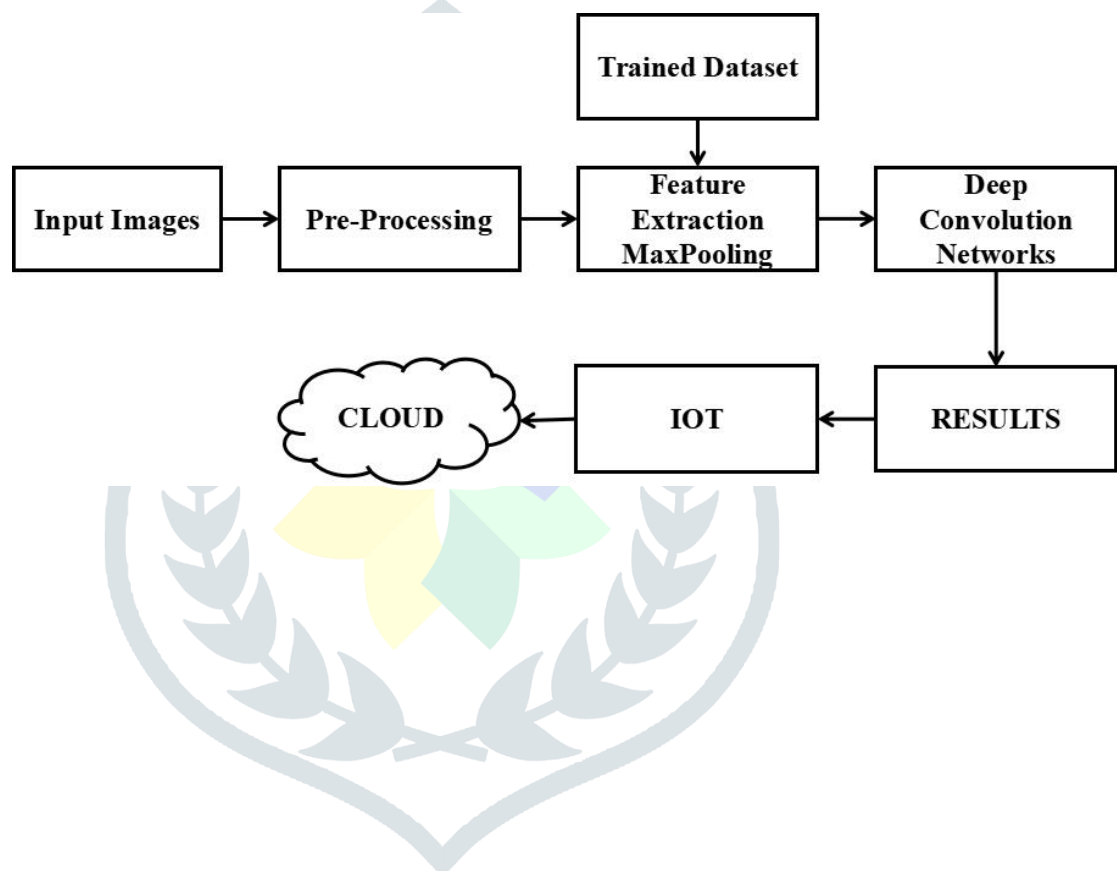 Trained Dataset
Input Images
Pre-Processing
Feature
Extraction
MaxPooling
Deep
Convolution
Networks
CLOUD
IOT
RESULTS